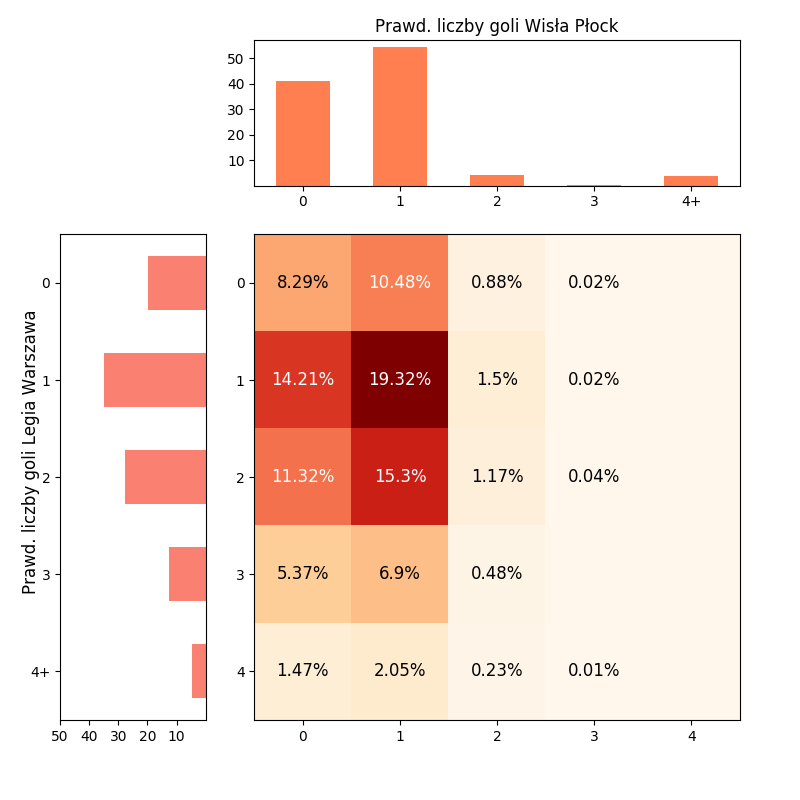 Prawd. liczby goli Wisła Płock
50
40
30
20
10
0 1 2 3 4+
Prawd. liczby goli Legia Warszawa
0
1
2
3
4+
50 40 30 20 10
0 8.29% 10.48% 0.88% 0.02%
1 14.21% 19.32% 1.5% 0.02%
2 11.32% 15.3% 1.17% 0.04%
3 5.37% 6.9% 0.48%
4 1.47% 2.05% 0.23% 0.01%
0 1 2 3 4